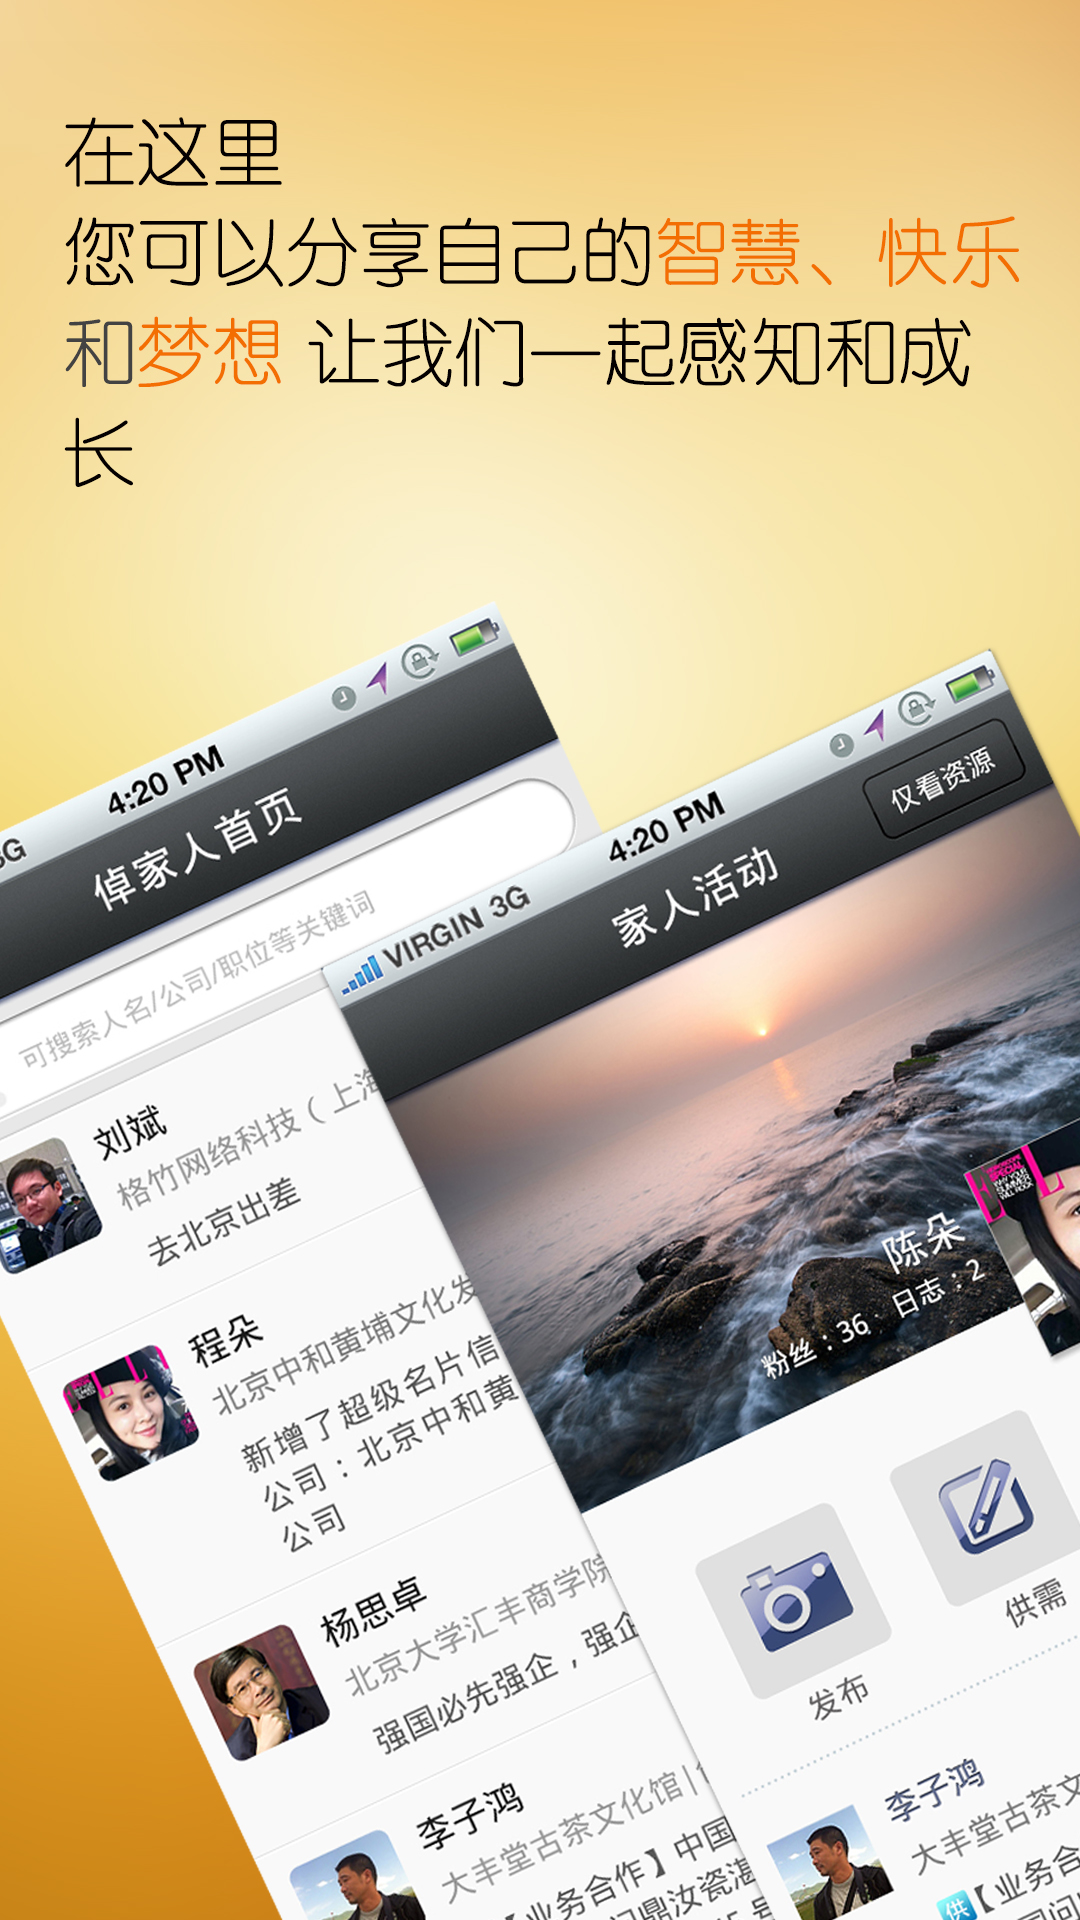 在这里
您可以分享自己的智慧、快乐
和梦想 让我们一起感知和成
长
3G
4:20 PM
倬家人首页
可搜索人名/公司/职位等关键词
刘斌
格竹网络科技（上海
去北京出差
程朵
北京中和黄埔文化发
新增了超级名片信
公司：北京中和黄
公司
杨思卓
北京大学汇丰商学院
强国必先强企，强企
李子鸿
大丰堂古茶文化馆|
【业务合作】中国
问鼎汝瓷湛
VIRGIN 3G
4:20 PM
家人活动
仅看资源
陈朵
粉丝：36 日志：2
发布
供需
李子鸿
大丰堂古茶文
供【业务合